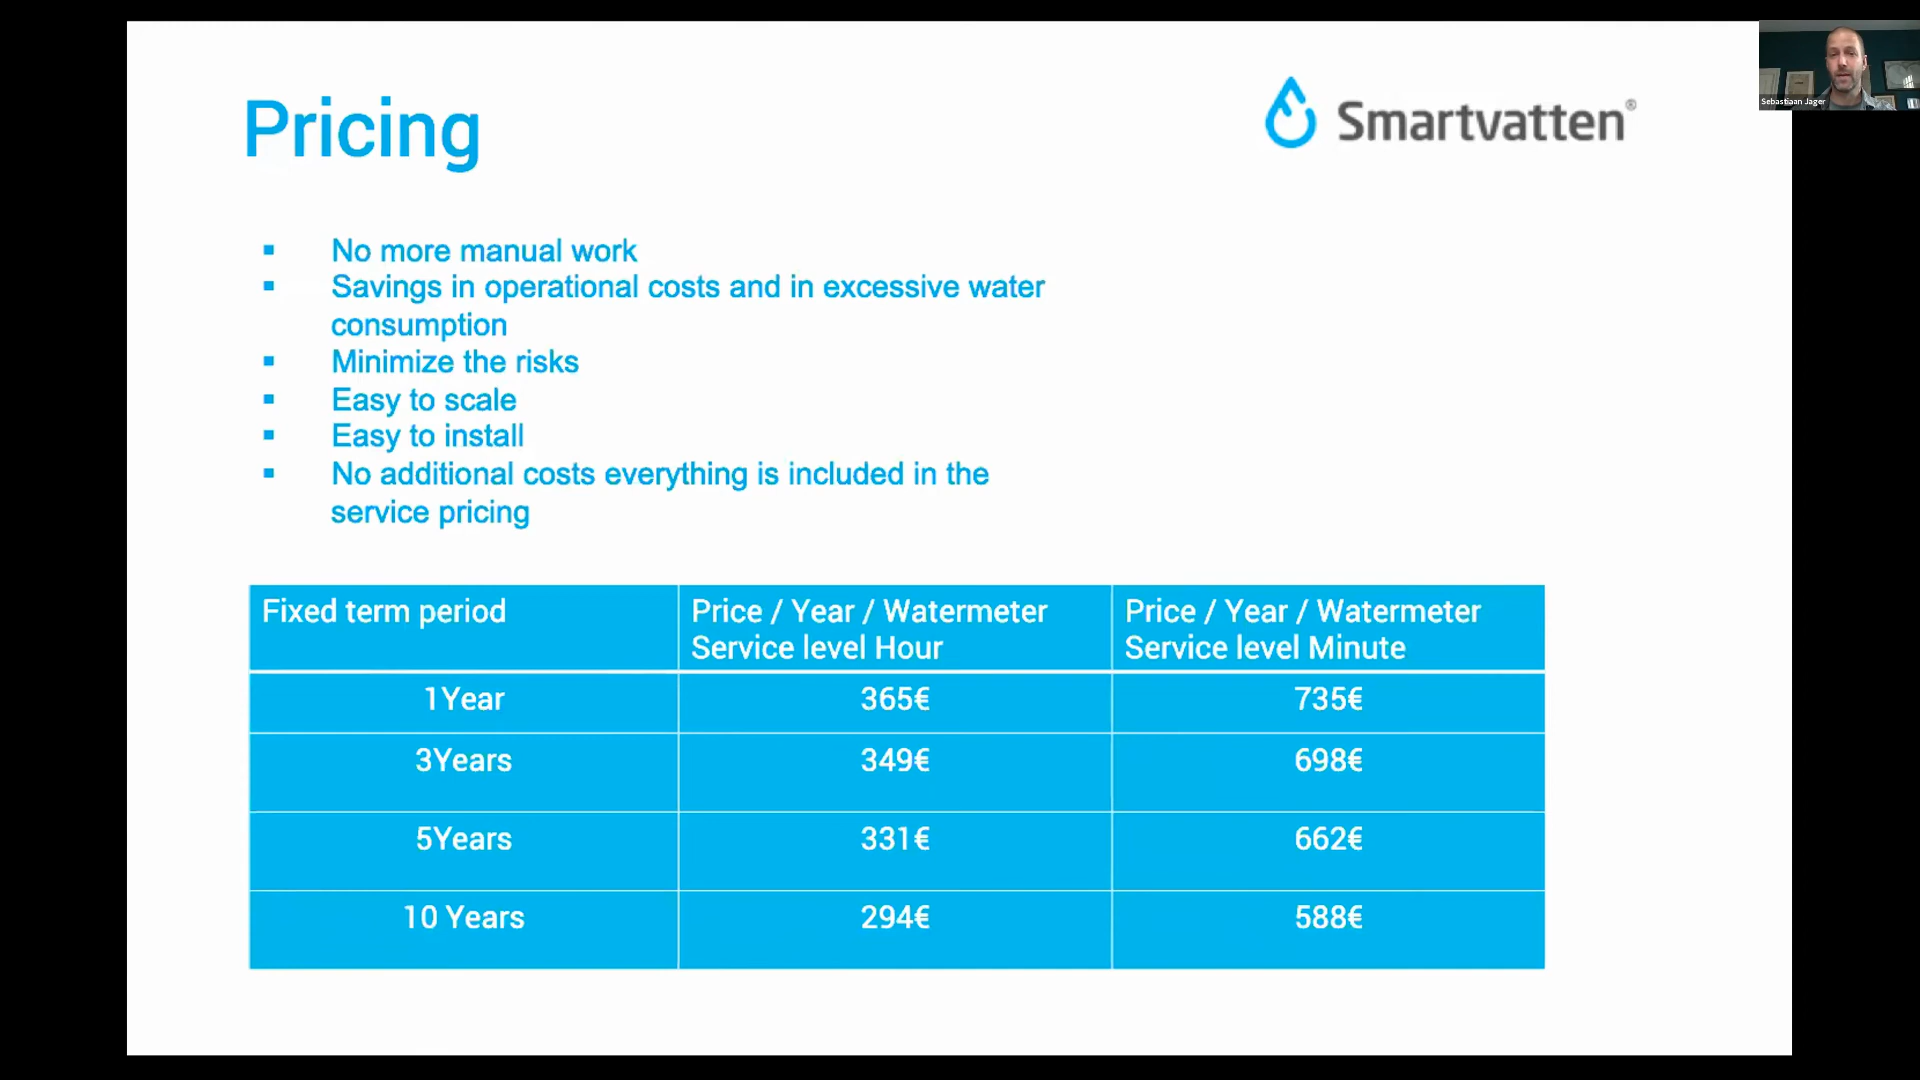 Pricing
Smartvatten®
Sebastiaan Jager
No more manual work
Savings in operational costs and in excessive water
consumption
Minimize the risks
Easy to scale
Easy to install
No additional costs everything is included in the
service pricing
Fixed term period
Price / Year / Watermeter
Service level Hour
Price / Year / Watermeter
Service level Minute
1Year 365€ 735€
3Years 349€ 698€
5Years 331€ 662€
10 Years 294€ 588€